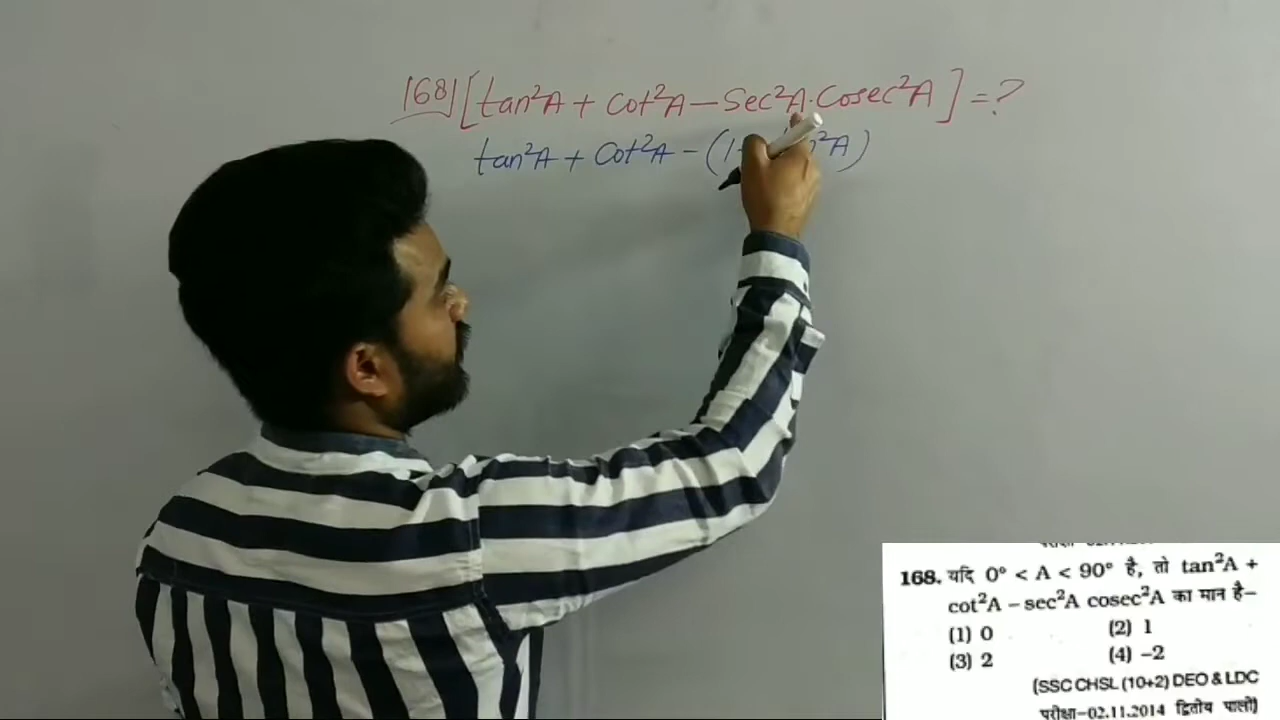 168] [tan²A + Cot²A - Sec²A.Cosec²A] = ?
tan²A + Cot²A - (1+ ²A)
168. यदि 0° < A < 90° है, तो tan²A +
cot²A - sec²A cosec²A का मान है-
(1) 0 (2) 1
(3) 2 (4) -2
(SSC CHSL (10+2) DEO & LDC
परीक्षा-02.11.2014 द्वितीय पाली)